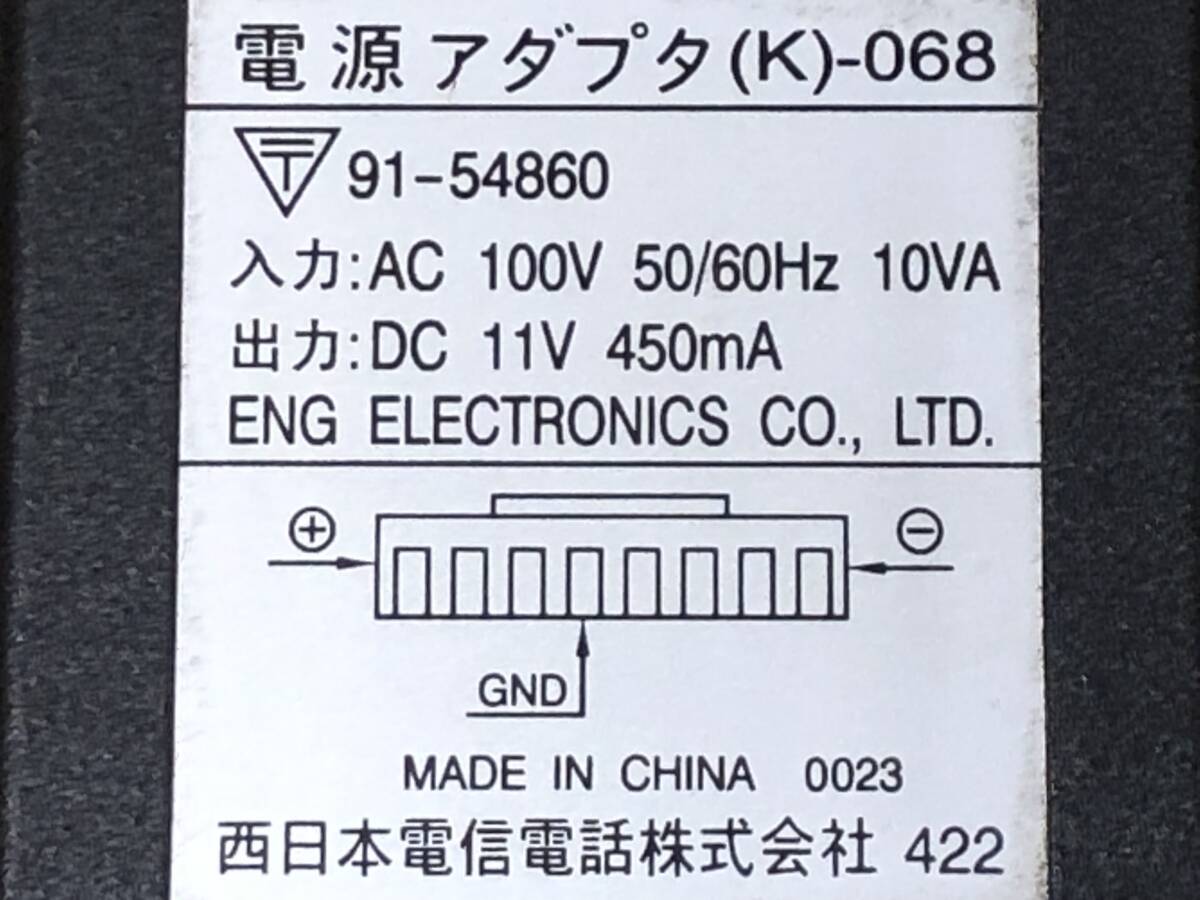 電源アダプタ(K)-068
〒91-54860
入力:AC 100V 50/60Hz 10VA
出力:DC 11V 450mA
ENG ELECTRONICS CO., LTD.
⊕ ⊖
GND
MADE IN CHINA 0023
西日本電信電話株式会社 422